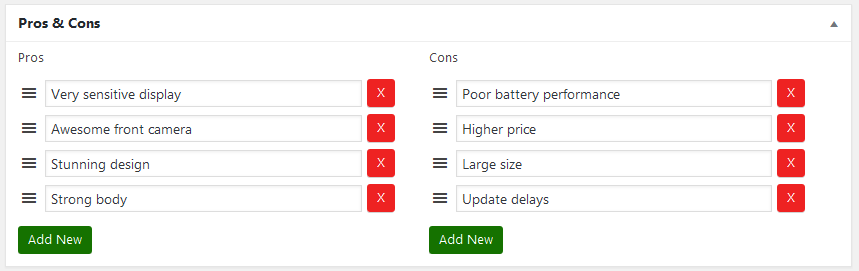 Pros & Cons
Pros
Very sensitive display X
Awesome front camera X
Stunning design X
Strong body X
Add New
Cons
Poor battery performance X
Higher price X
Large size X
Update delays X
Add New